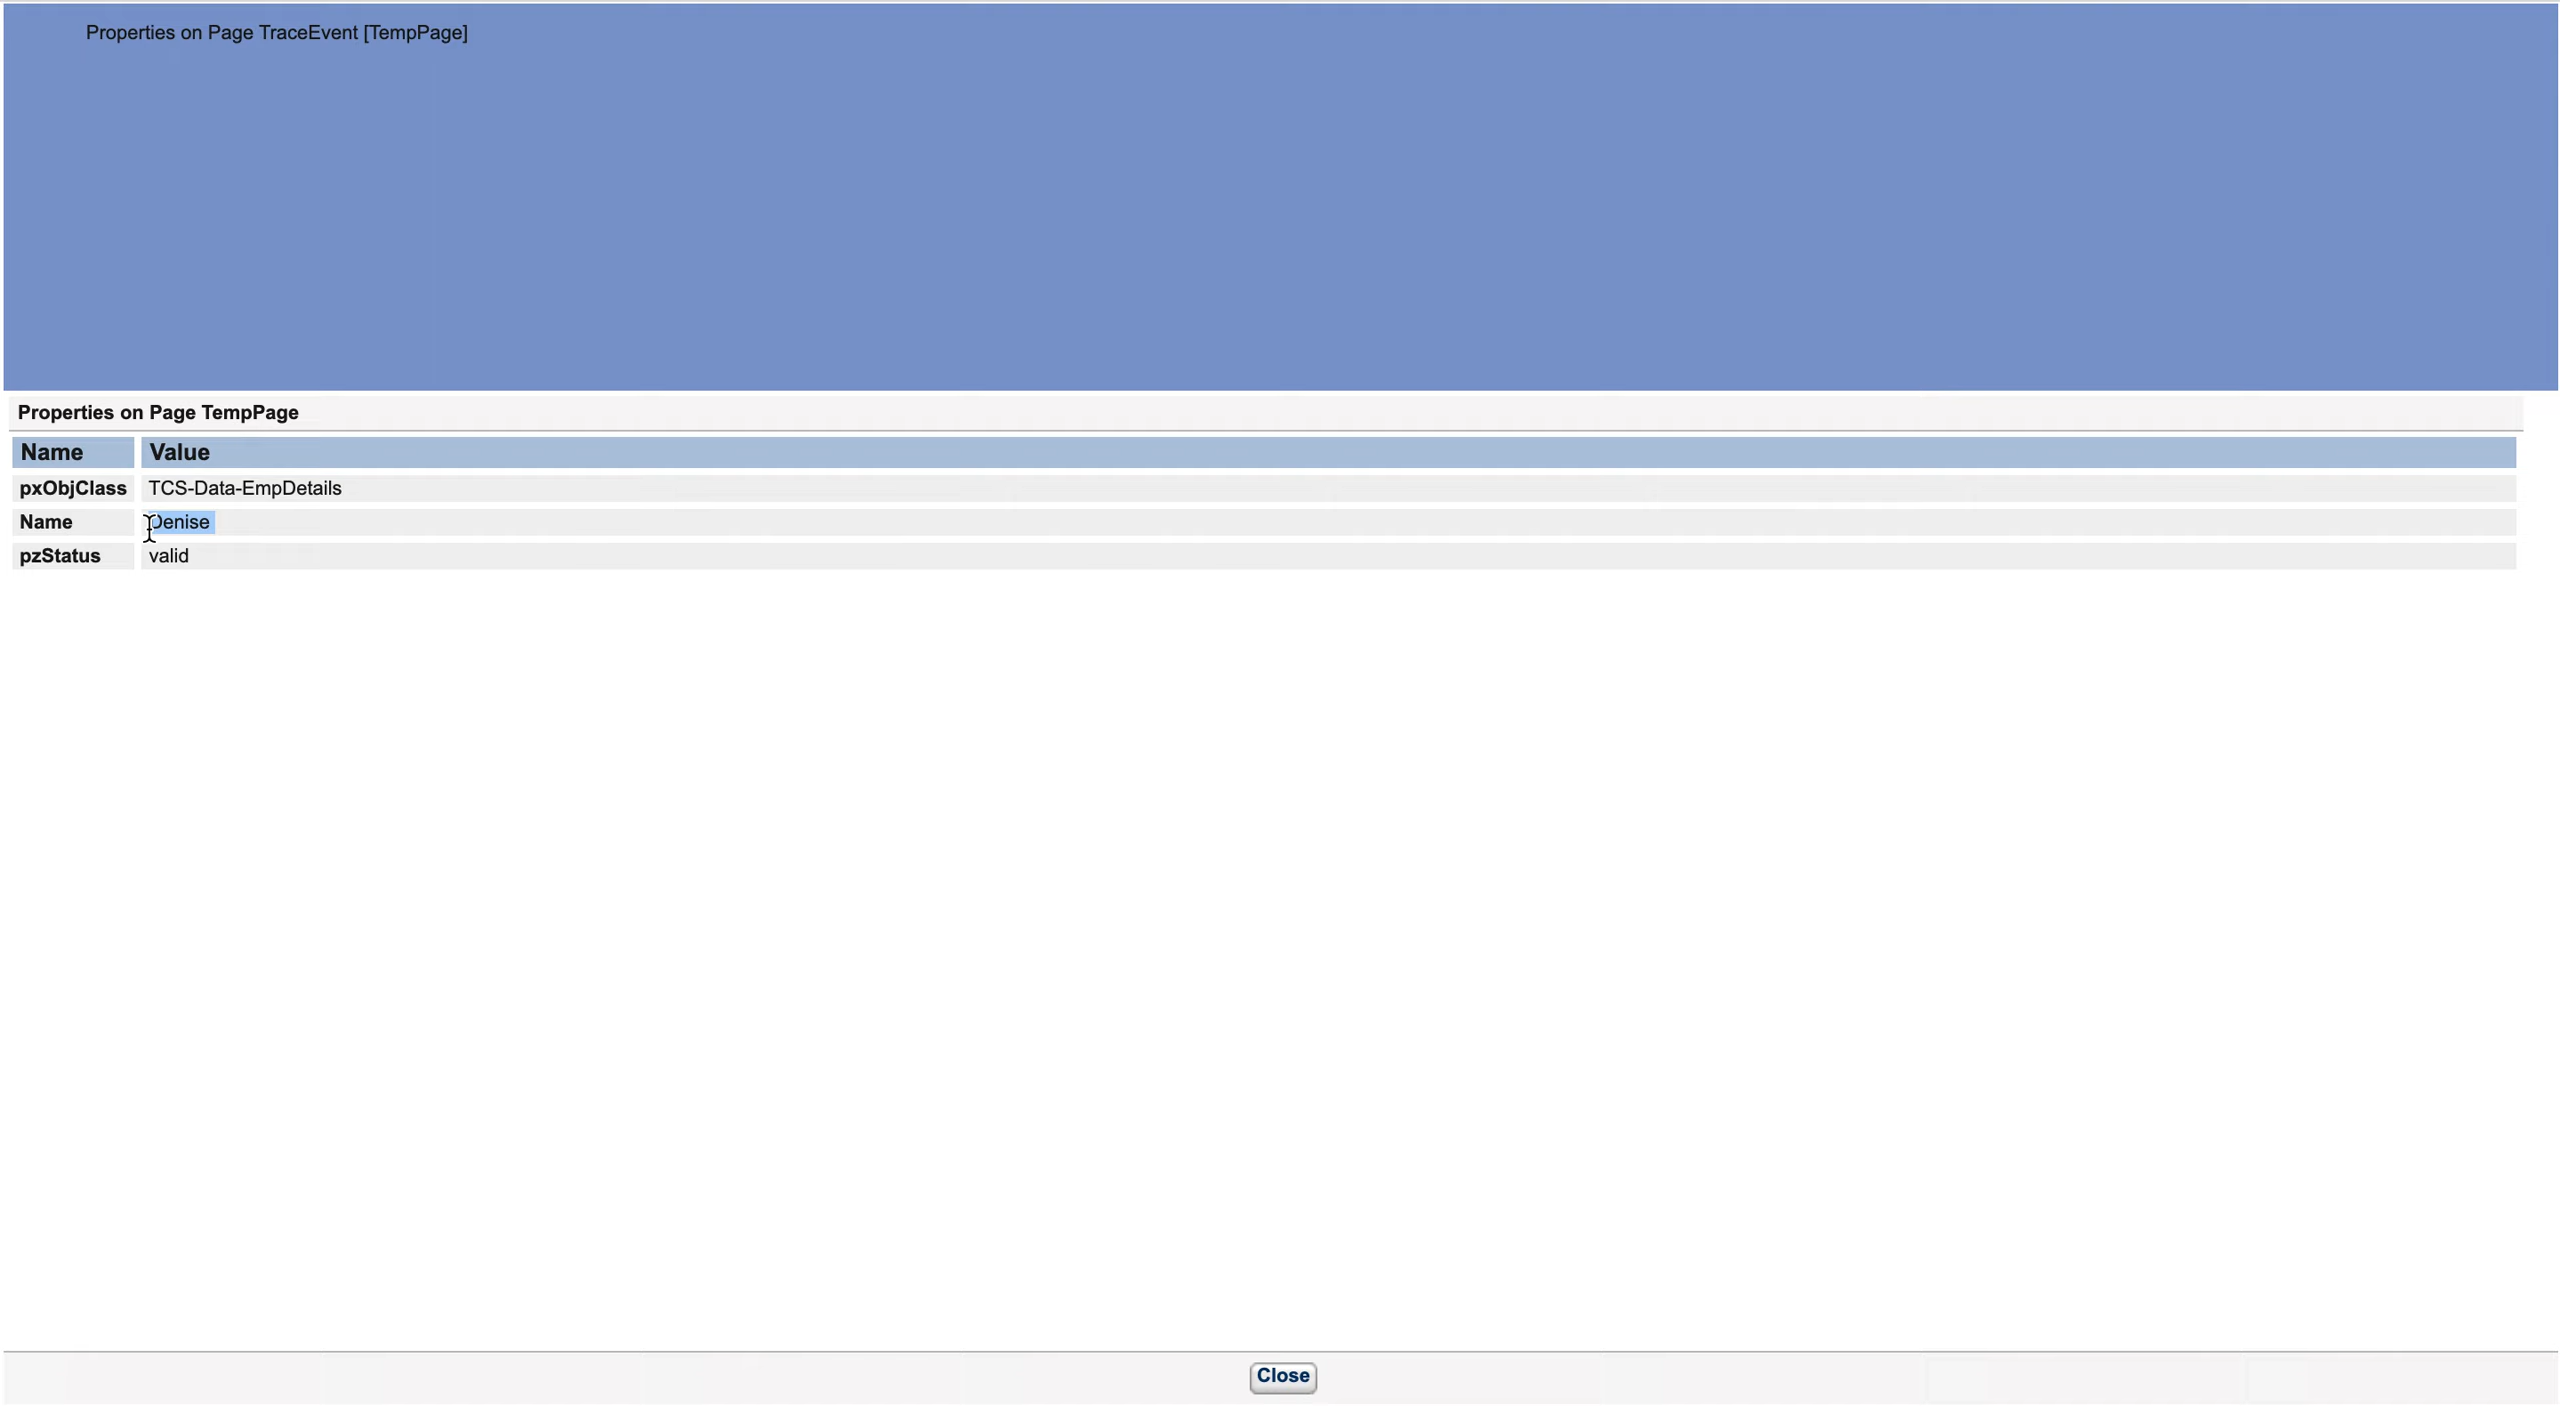 Properties on Page TraceEvent [TempPage]
Properties on Page TempPage
Name Value
pxObjClass TCS-Data-EmpDetails
Name Denise
pzStatus valid
Close